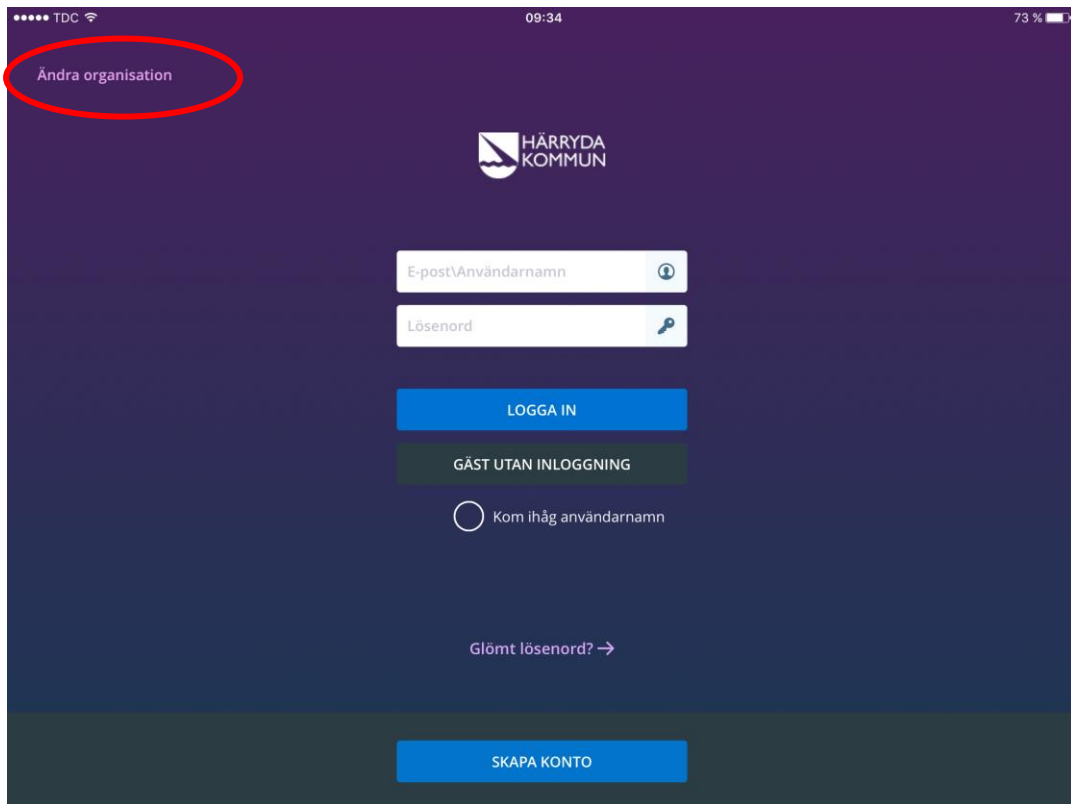 TDC 09:34 73 %
Ändra organisation
HÄRRYDA
KOMMUN
E-post\Användarnamn
Lösenord
LOGGA IN
GÄST UTAN INLOGGNING
Kom ihåg användarnamn
Glömt lösenord? →
SKAPA KONTO